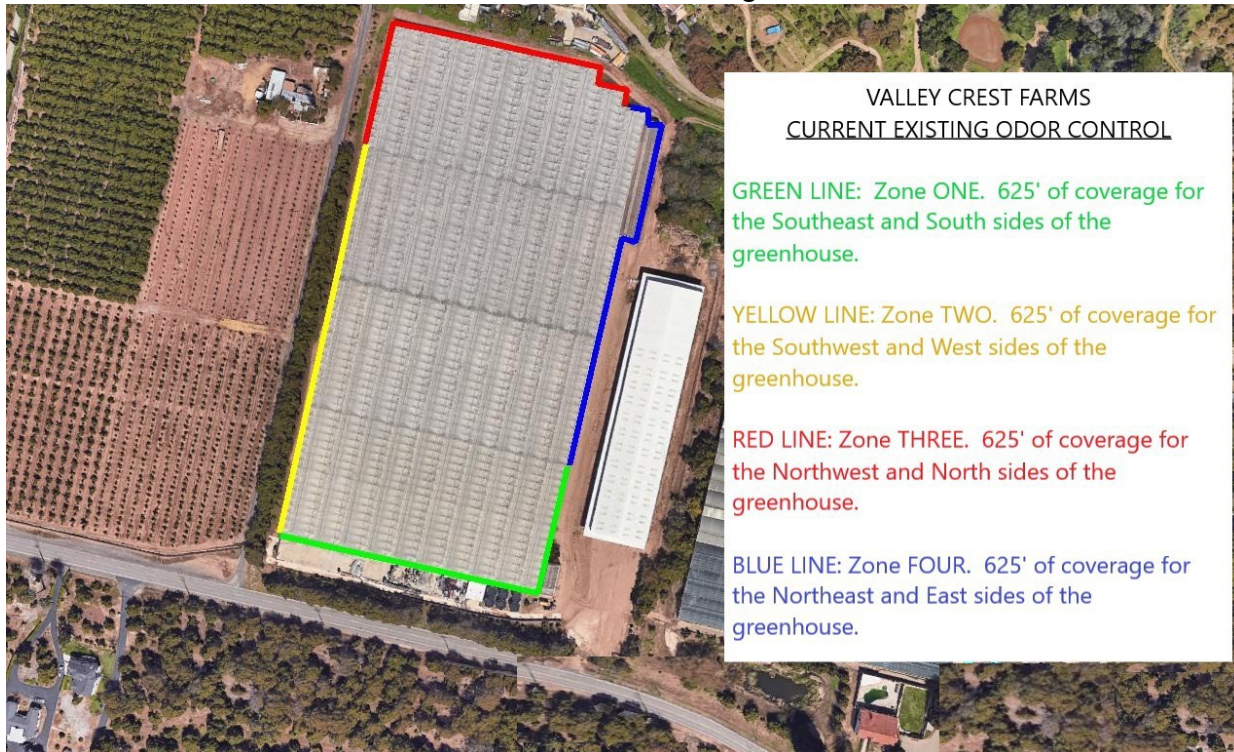 VALLEY CREST FARMS
CURRENT EXISTING ODOR CONTROL
GREEN LINE: Zone ONE. 625' of coverage for
the Southeast and South sides of the
greenhouse.
YELLOW LINE: Zone TWO. 625' of coverage for
the Southwest and West sides of the
greenhouse.
RED LINE: Zone THREE. 625' of coverage for
the Northwest and North sides of the
greenhouse.
BLUE LINE: Zone FOUR. 625' of coverage for
the Northeast and East sides of the
greenhouse.